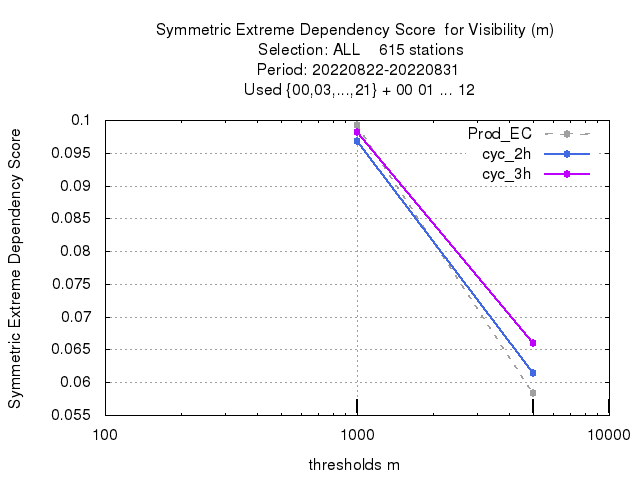 Symmetric Extreme Dependency Score  for Visibility (m)
Selection: ALL    615 stations
Period: 20220822-20220831
Used {00,03,...,21} + 00 01 ... 12
Symmetric Extreme Dependency Score
0.1
0.095
0.09
0.085
0.08
0.075
0.07
0.065
0.06
0.055
Prod_EC
cyc_2h
cyc_3h
100 1000 10000
thresholds m